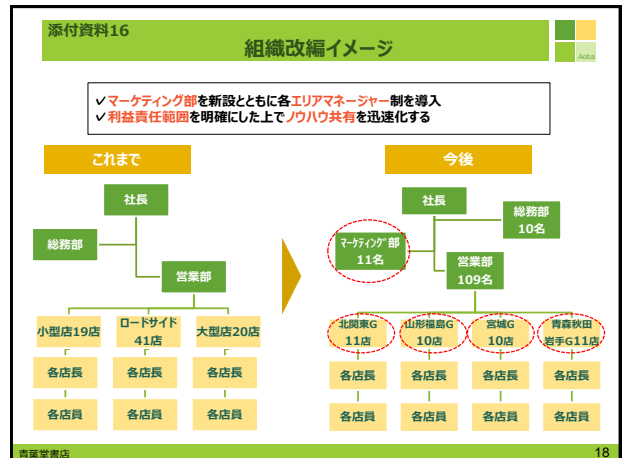 添付資料16
組織改編イメージ
Aoba
✓マーケティング部を新設とともに各エリアマネージャー制を導入
✓利益責任範囲を明確にした上でノウハウ共有を迅速化する
これまで
社長
総務部
営業部
小型店19店
ロードサイド
41店
大型店20店
各店長
各店長
各店長
各店員
各店員
各店員
今後
社長
総務部
10名
マーケティング部
11名
営業部
109名
北関東G
11店
山形福島G
10店
宮城G
10店
青森秋田
岩手G11店
各店長
各店長
各店長
各店長
各店員
各店員
各店員
各店員
青葉堂書店
18